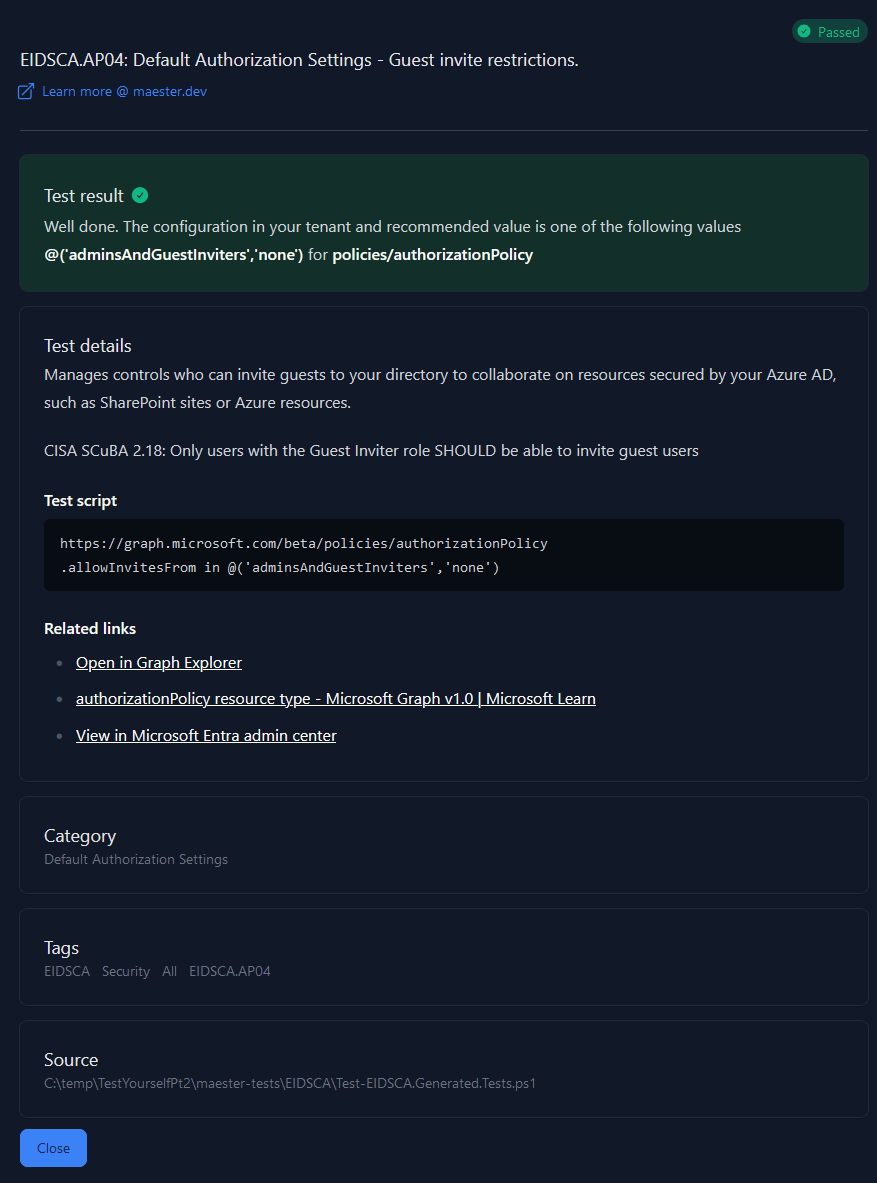 Passed
EIDSCA.AP04: Default Authorization Settings - Guest invite restrictions.
Learn more @ maester.dev
Test result
Well done. The configuration in your tenant and recommended value is one of the following values
@('adminsAndGuestInviters','none') for policies/authorizationPolicy
Test details
Manages controls who can invite guests to your directory to collaborate on resources secured by your Azure AD,
such as SharePoint sites or Azure resources.
CISA SCuBA 2.18: Only users with the Guest Inviter role SHOULD be able to invite guest users
Test script
https://graph.microsoft.com/beta/policies/authorizationPolicy
.allowInvitesFrom in @('adminsAndGuestInviters','none')
Related links
Open in Graph Explorer
authorizationPolicy resource type - Microsoft Graph v1.0 | Microsoft Learn
View in Microsoft Entra admin center
Category
Default Authorization Settings
Tags
EIDSCA Security All EIDSCA.AP04
Source
C:\temp\TestYourselfPt2\maester-tests\EIDSCA\Test-EIDSCA.Generated.Tests.ps1
Close